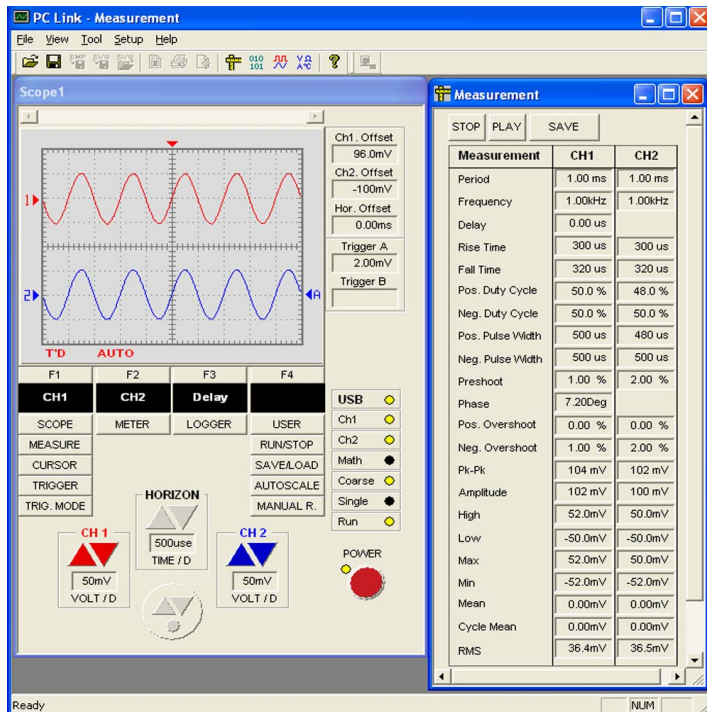 PC Link - Measurement
File View Tool Setup Help
Scope1
Measurement
STOP PLAY SAVE
Measurement CH1 CH2
Period 1.00 ms 1.00 ms
Frequency 1.00kHz 1.00kHz
Delay 0.00 us
Rise Time 300 us 300 us
Fall Time 320 us 320 us
Pos. Duty Cycle 50.0 % 48.0 %
Neg. Duty Cycle 50.0 % 50.0 %
Pos. Pulse Width 500 us 480 us
Neg. Pulse Width 500 us 500 us
Preshoot 1.00 % 2.00 %
Phase 7.20Deg
Pos. Overshoot 0.00 % 0.00 %
Neg. Overshoot 1.00 % 2.00 %
Pk-Pk 104 mV 102 mV
Amplitude 102 mV 100 mV
High 52.0mV 50.0mV
Low -50.0mV -50.0mV
Max 52.0mV 50.0mV
Min -52.0mV -52.0mV
Mean 0.00mV 0.00mV
Cycle Mean 0.00mV 0.00mV
RMS 36.4mV 36.5mV
Ch1. Offset
96.0mV
Ch2. Offset
-100mV
Hor. Offset
0.00ms
Trigger A
2.00mV
Trigger B
1
2
A
T'D AUTO
F1 F2 F3 F4
CH1 CH2 Delay
SCOPE METER LOGGER USER
MEASURE RUN/STOP
CURSOR SAVE/LOAD
TRIGGER AUTOSCALE
TRIG. MODE MANUAL R.
USB
Ch1
Ch2
Math
Coarse
Single
Run
HORIZON
500use
TIME / D
CH 1
50mV
VOLT / D
CH 2
50mV
VOLT / D
POWER
Ready NUM